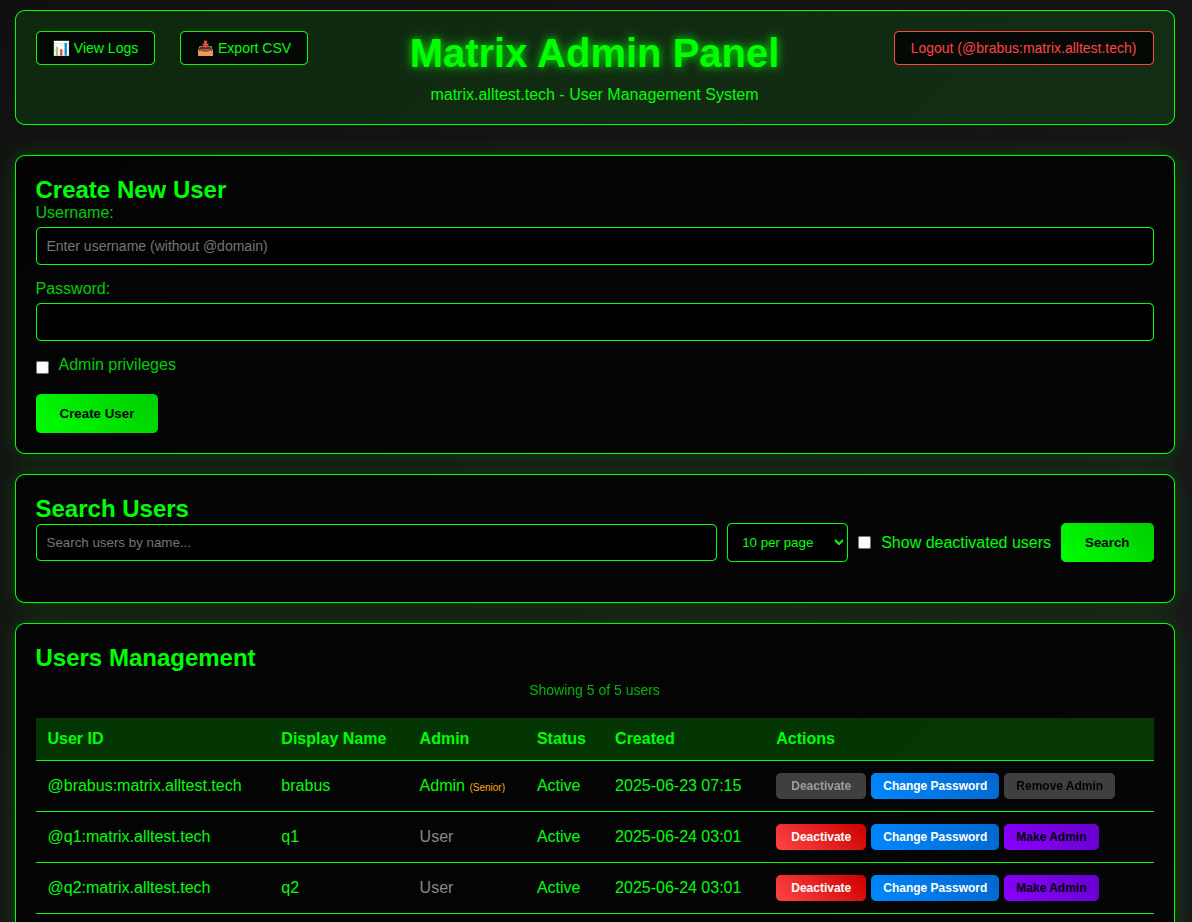 📊 View Logs
📥 Export CSV
Matrix Admin Panel
Logout (@brabus:matrix.alltest.tech)
matrix.alltest.tech - User Management System
Create New User
Username:
Enter username (without @domain)
Password:
Admin privileges
Create User
Search Users
Search users by name... 10 per page Show deactivated users Search
Users Management
Showing 5 of 5 users
User ID Display Name Admin Status Created Actions
@brabus:matrix.alltest.tech brabus Admin (Senior) Active 2025-06-23 07:15 Deactivate Change Password Remove Admin
@q1:matrix.alltest.tech q1 User Active 2025-06-24 03:01 Deactivate Change Password Make Admin
@q2:matrix.alltest.tech q2 User Active 2025-06-24 03:01 Deactivate Change Password Make Admin